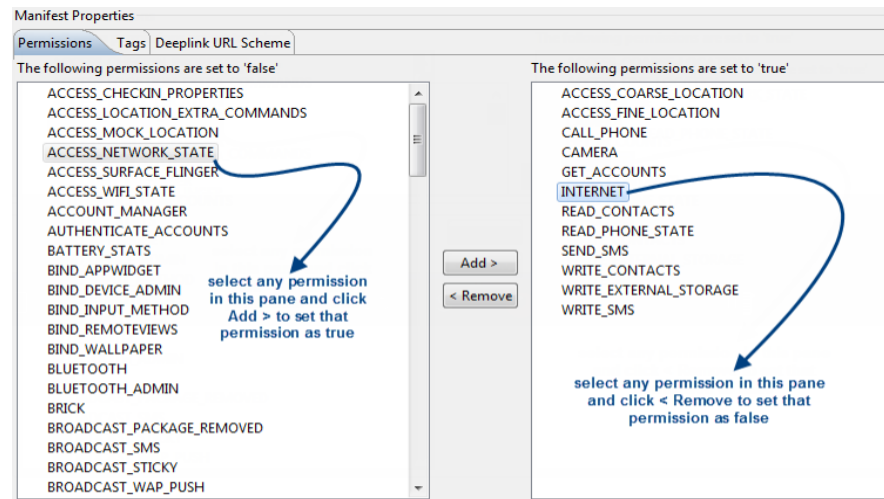 Manifest Properties
Permissions Tags Deeplink URL Scheme
The following permissions are set to 'false'
ACCESS_CHECKIN_PROPERTIES
ACCESS_LOCATION_EXTRA_COMMANDS
ACCESS_MOCK_LOCATION
ACCESS_NETWORK_STATE
ACCESS_SURFACE_FLINGER
ACCESS_WIFI_STATE
ACCOUNT_MANAGER
AUTHENTICATE_ACCOUNTS
BATTERY_STATS
BIND_APPWIDGET
BIND_DEVICE_ADMIN
BIND_INPUT_METHOD
BIND_REMOTEVIEWS
BIND_WALLPAPER
BLUETOOTH
BLUETOOTH_ADMIN
BRICK
BROADCAST_PACKAGE_REMOVED
BROADCAST_SMS
BROADCAST_STICKY
BROADCAST_WAP_PUSH
select any permission
in this pane and click
Add > to set that
permission as true
Add >
< Remove
The following permissions are set to 'true'
ACCESS_COARSE_LOCATION
ACCESS_FINE_LOCATION
CALL_PHONE
CAMERA
GET_ACCOUNTS
INTERNET
READ_CONTACTS
READ_PHONE_STATE
SEND_SMS
WRITE_CONTACTS
WRITE_EXTERNAL_STORAGE
WRITE_SMS
select any permission in this pane
and click < Remove to set that
permission as false